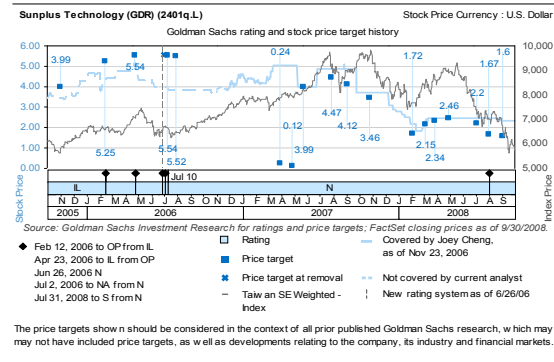 Sunplus Technology (GDR) (2401q.L) Stock Price Currency : U.S. Dollar
Goldman Sachs rating and stock price target history
6.00 10,000
5.00 9,000
4.00 8,000
3.00 7,000
2.00 6,000
1.00 5,000
0.00
3.99 5.54 0.24 1.72 1.6
1.67
2.2
4.47 2.46
0.12 4.12
5.25 5.54 3.99 3.46 2.15
5.52 2.34
Jul 10
IL N
Stock Price Index Price
N F M A N F M A N F M A N F M J A S
2005 2006 2007 2008
Source: Goldman Sachs Investment Research for ratings and price targets; FactSet closing prices as of 9/30/2008.
Feb 12, 2006 to OP from IL
Apr 23, 2006 to IL from OP
Jun 26, 2006 N
Jul 2, 2006 to NA from N
Jul 31, 2008 to S from N
Rating
Price target
Price target at removal
Taiwan SE Weighted -
Index
Covered by Joey Cheng,
as of Nov 23, 2006
Not covered by current analyst
New rating system as of 6/26/06
The price targets shown should be considered in the context of all prior published Goldman Sachs research, which may
may not have included price targets, as well as developments relating to the company, its industry and financial markets.